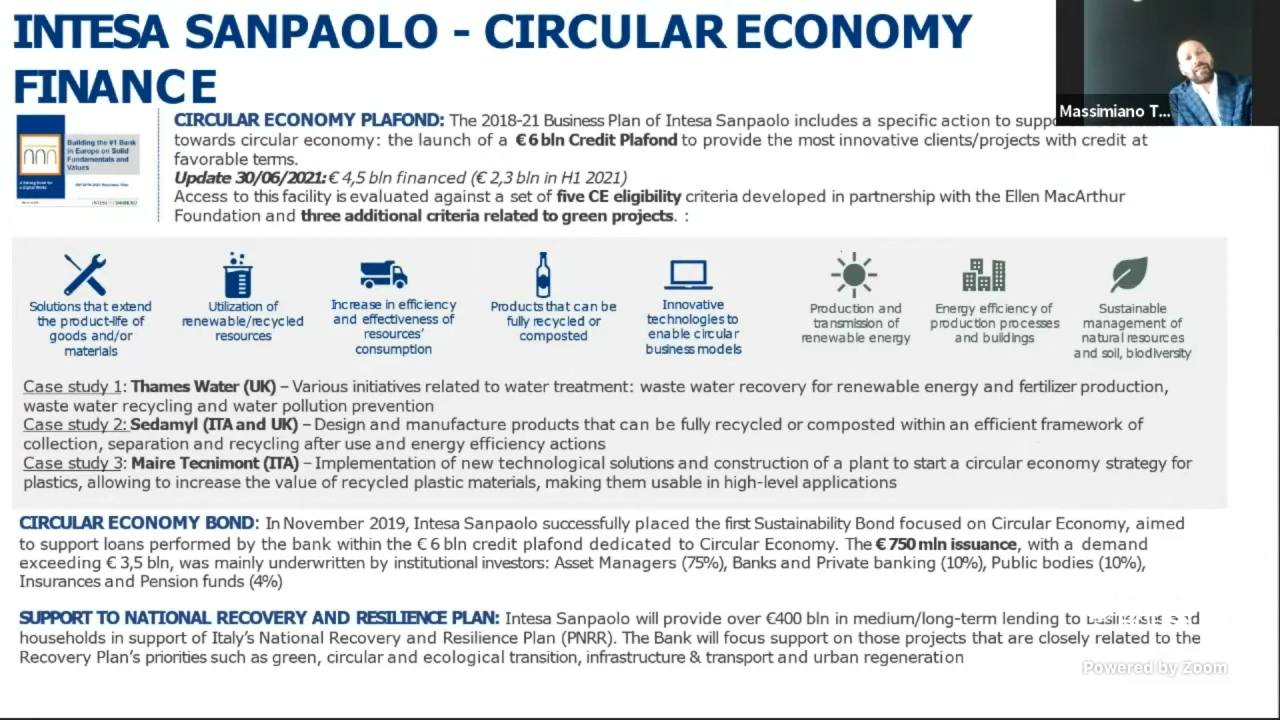 INTESA SANPAOLO - CIRCULAR ECONOMY
FINANCE
Massimiano T...
Building the #1 Bank
in Europe on Solid
Fundamentals and
Values
INTESA SANPAOLO
CIRCULAR ECONOMY PLAFOND: The 2018-21 Business Plan of Intesa Sanpaolo includes a specific action to
towards circular economy: the launch of a € 6 bln Credit Plafond to provide the most innovative clients/projects with credit at
favorable terms.
Update 30/06/2021: € 4,5 bln financed (€ 2,3 bln in H1 2021)
Access to this facility is evaluated against a set of five CE eligibility criteria developed in partnership with the Ellen MacArthur
Foundation and three additional criteria related to green projects. :
Solutions that extend
the product-life of
goods and/or
materials
Utilization of
renewable/recycled
resources
Increase in efficiency
and effectiveness of
resources'
consumption
Products that can be
fully recycled or
composted
Innovative
technologies to
enable circular
business models
Production and
transmission of
renewable energy
Energy efficiency of
production processes
and buildings
Sustainable
management of
natural resources
and soil, biodiversity
Case study 1: Thames Water (UK) – Various initiatives related to water treatment: waste water recovery for renewable energy and fertilizer production,
waste water recycling and water pollution prevention
Case study 2: Sedamyl (ITA and UK) – Design and manufacture products that can be fully recycled or composted within an efficient framework of
collection, separation and recycling after use and energy efficiency actions
Case study 3: Maire Tecnimont (ITA) – Implementation of new technological solutions and construction of a plant to start a circular economy strategy for
plastics, allowing to increase the value of recycled plastic materials, making them usable in high-level applications
CIRCULAR ECONOMY BOND: In November 2019, Intesa Sanpaolo successfully placed the first Sustainability Bond focused on Circular Economy, aimed
to support loans performed by the bank within the € 6 bln credit plafond dedicated to Circular Economy. The € 750 mln issuance, with a demand
exceeding € 3,5 bln, was mainly underwritten by institutional investors: Asset Managers (75%), Banks and Private banking (10%), Public bodies (10%),
Insurances and Pension funds (4%)
SUPPORT TO NATIONAL RECOVERY AND RESILIENCE PLAN: Intesa Sanpaolo will provide over €400 bln in medium/long-term lending to
households in support of Italy's National Recovery and Resilience Plan (PNRR). The Bank will focus support on those projects that are closely related to the
Recovery Plan's priorities such as green, circular and ecological transition, infrastructure & transport and urban regeneration
Powered by Zoom